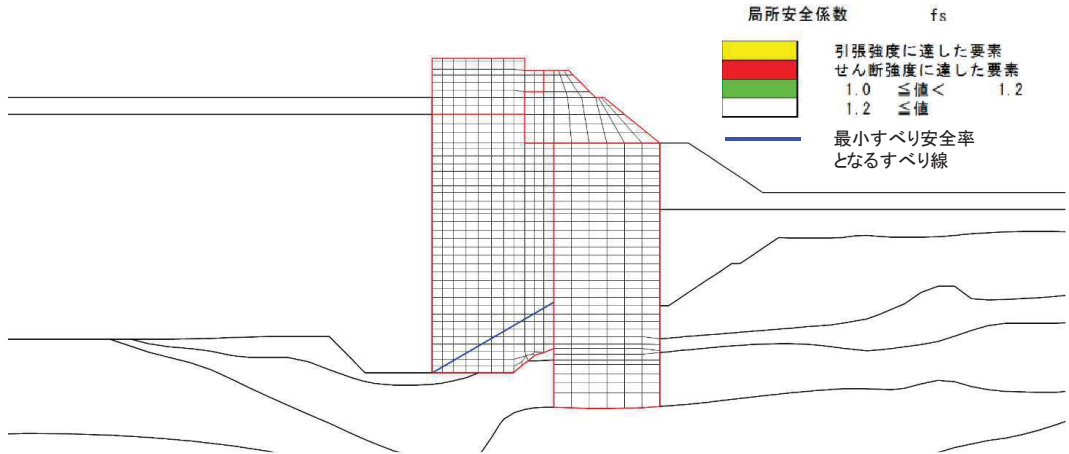 局所安全係数 fs
引張強度に達した要素
せん断強度に達した要素
1.0 ≦値< 1.2
1.2 ≦値
最小すべり安全率
となるすべり線